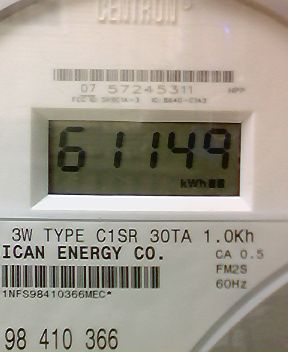 CENTRON®
07 57245311 HPP
61149
kWh
3W TYPE C1SR 30TA 1.0Kh
ICAN ENERGY CO.
CA 0.5
FM2S
60Hz
1NFS98410366MEC*
98 410 366